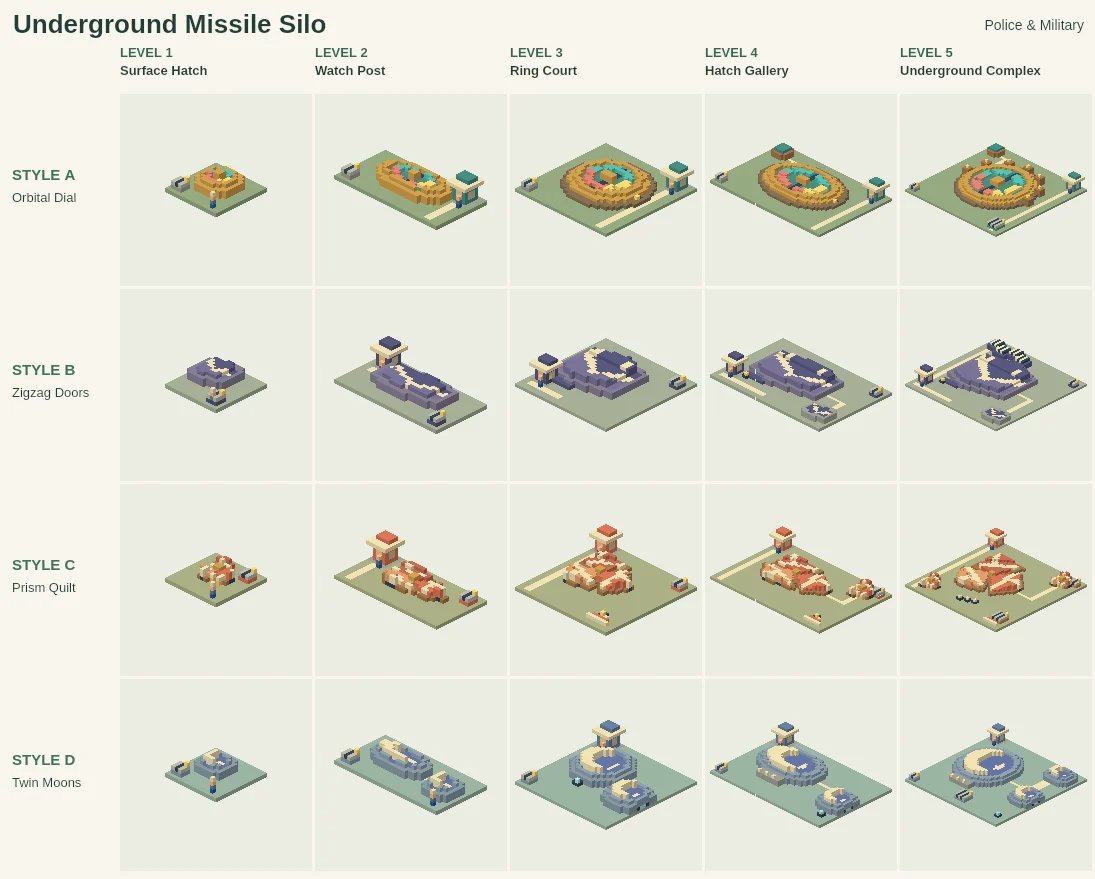 Underground Missile Silo
Police & Military
LEVEL 1
Surface Hatch
LEVEL 2
Watch Post
LEVEL 3
Ring Court
LEVEL 4
Hatch Gallery
LEVEL 5
Underground Complex
STYLE A
Orbital Dial
STYLE B
Zigzag Doors
STYLE C
Prism Quilt
STYLE D
Twin Moons